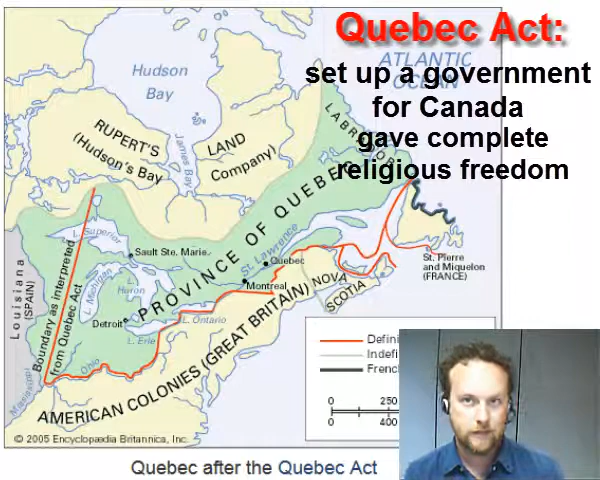 Quebec Act:
set up a government
for Canada
gave complete
religious freedom
ATLANTIC
Hudson
Bay
RUPERT'S
(Hudson's Bay
James Bay
LAND
Company)
PROVINCE OF QUEBEC
L. Superior
Sault Ste. Marie
St. Lawrence
Quebec
Montreal
NOVA
SCOTIA
St. Pierre
and Miquelon
(FRANCE)
Louisiana
(SPAIN)
Boundary as interpreted
from Quebec Act
L. Michigan
L.
Huron
Detroit
L. Ontario
L. Erie
Ohio
Mississippi
AMERICAN COLONIES (GREAT BRITAIN)
0 250
0 400
© 2005 Encyclopædia Britannica, Inc.
Quebec after the Quebec Act